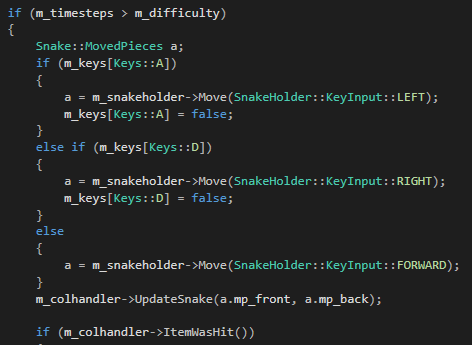 if (m_timesteps > m_difficulty)
{
    Snake::MovedPieces a;
    if (m_keys[Keys::A])
    {
        a = m_snakeholder->Move(SnakeHolder::KeyInput::LEFT);
        m_keys[Keys::A] = false;
    }
    else if (m_keys[Keys::D])
    {
        a = m_snakeholder->Move(SnakeHolder::KeyInput::RIGHT);
        m_keys[Keys::D] = false;
    }
    else
    {
        a = m_snakeholder->Move(SnakeHolder::KeyInput::FORWARD);
    }
    m_colhandler->UpdateSnake(a.mp_front, a.mp_back);

    if (m_colhandler->ItemWasHit())